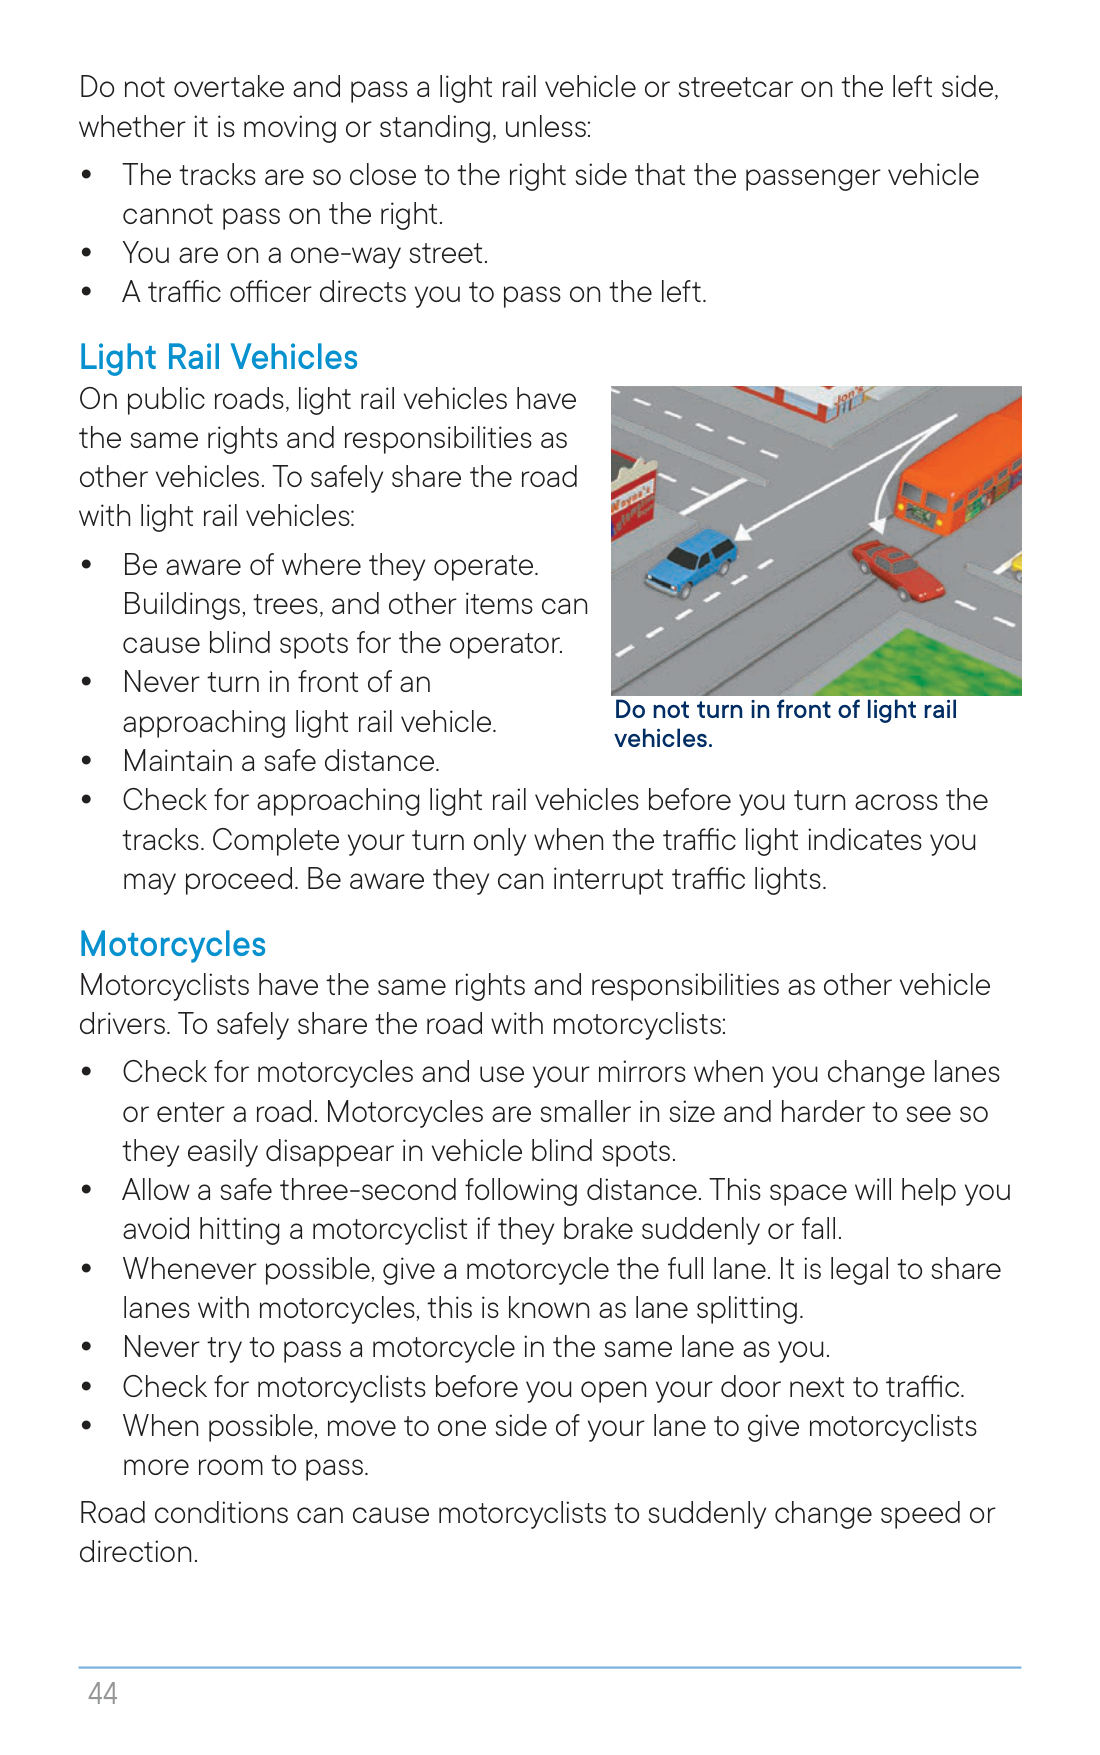 Do not overtake and pass a light rail vehicle or streetcar on the left side,
whether it is moving or standing, unless:
• The tracks are so close to the right side that the passenger vehicle
cannot pass on the right.
• You are on a one-way street.
• A traffic officer directs you to pass on the left.
Light Rail Vehicles
On public roads, light rail vehicles have
the same rights and responsibilities as
other vehicles. To safely share the road
with light rail vehicles:
• Be aware of where they operate.
Buildings, trees, and other items can
cause blind spots for the operator.
• Never turn in front of an
approaching light rail vehicle.
• Maintain a safe distance.
• Check for approaching light rail vehicles before you turn across the
tracks. Complete your turn only when the traffic light indicates you
may proceed. Be aware they can interrupt traffic lights.
Do not turn in front of light rail
vehicles.
Motorcycles
Motorcyclists have the same rights and responsibilities as other vehicle
drivers. To safely share the road with motorcyclists:
• Check for motorcycles and use your mirrors when you change lanes
or enter a road. Motorcycles are smaller in size and harder to see so
they easily disappear in vehicle blind spots.
• Allow a safe three-second following distance. This space will help you
avoid hitting a motorcyclist if they brake suddenly or fall.
• Whenever possible, give a motorcycle the full lane. It is legal to share
lanes with motorcycles, this is known as lane splitting.
• Never try to pass a motorcycle in the same lane as you.
• Check for motorcyclists before you open your door next to traffic.
• When possible, move to one side of your lane to give motorcyclists
more room to pass.
Road conditions can cause motorcyclists to suddenly change speed or
direction.
44